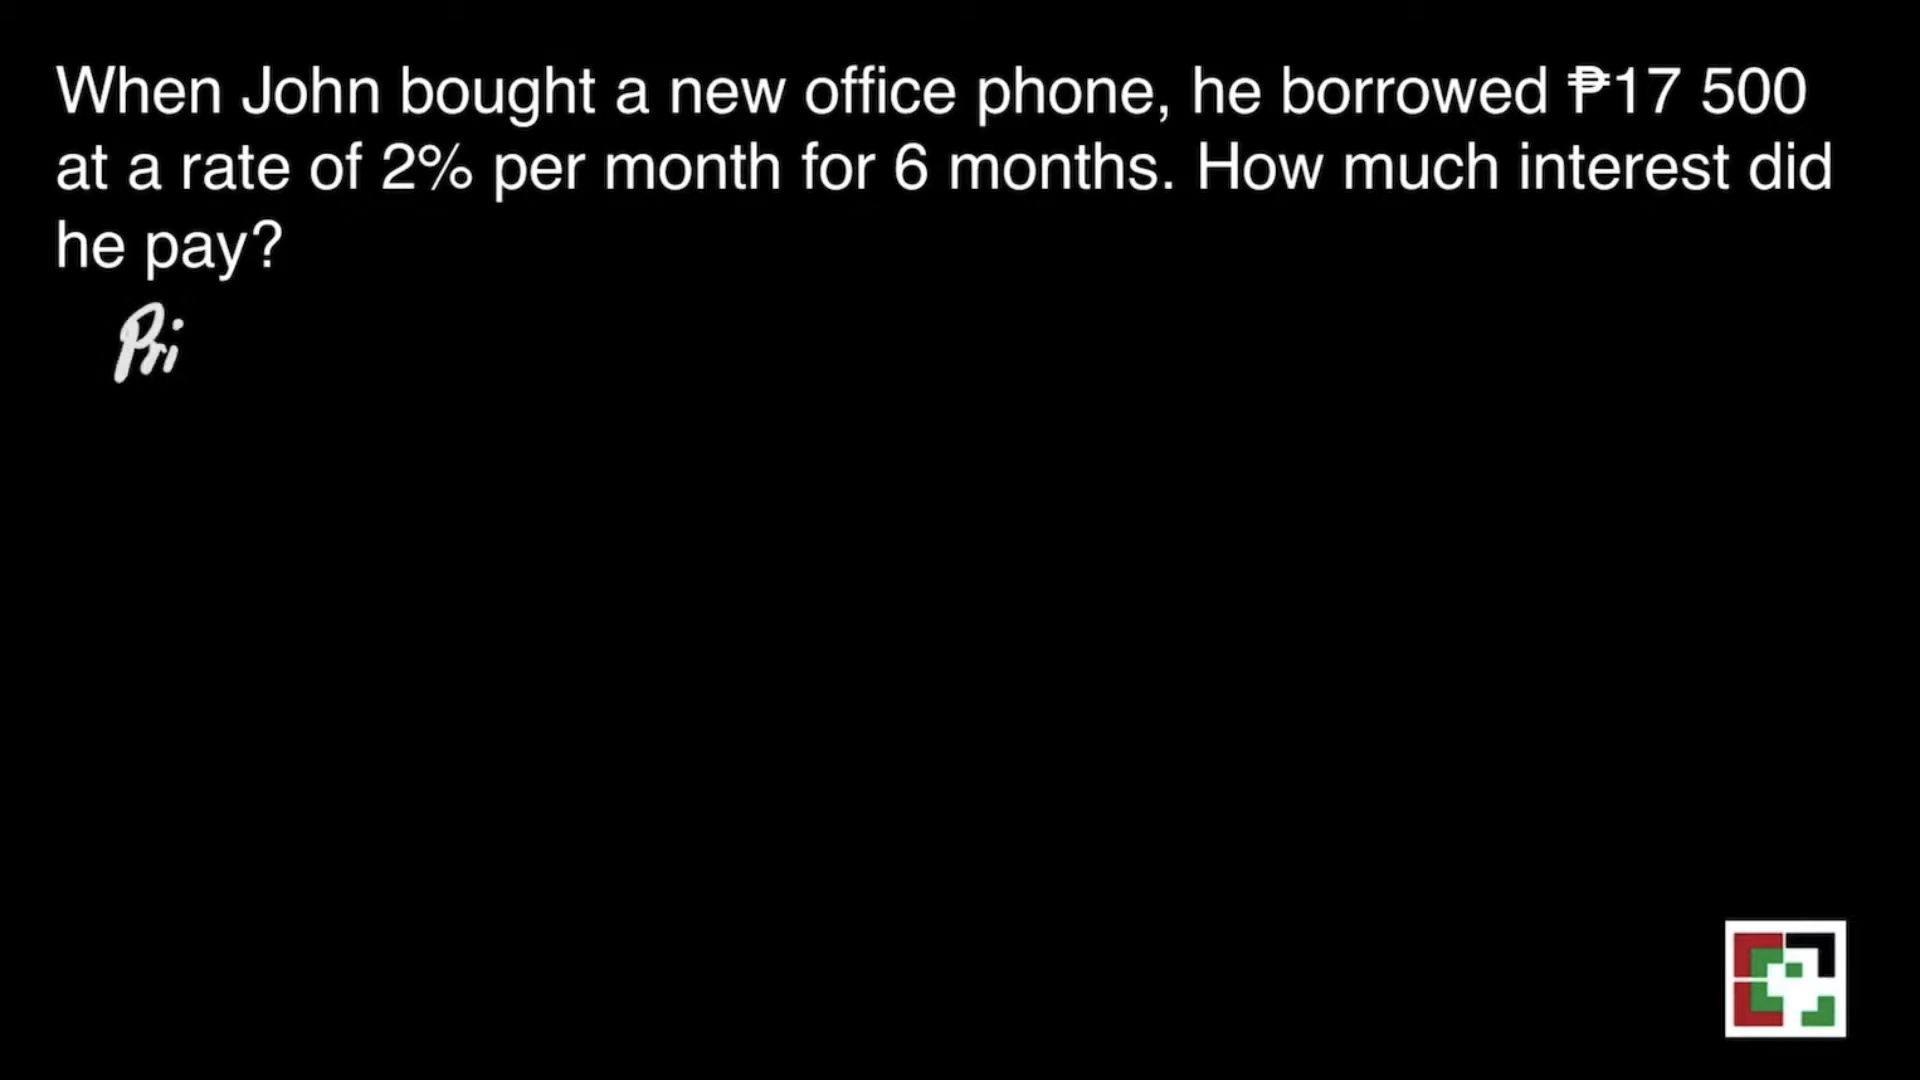 When John bought a new office phone, he borrowed ₱17 500
at a rate of 2% per month for 6 months. How much interest did
he pay?
Pri